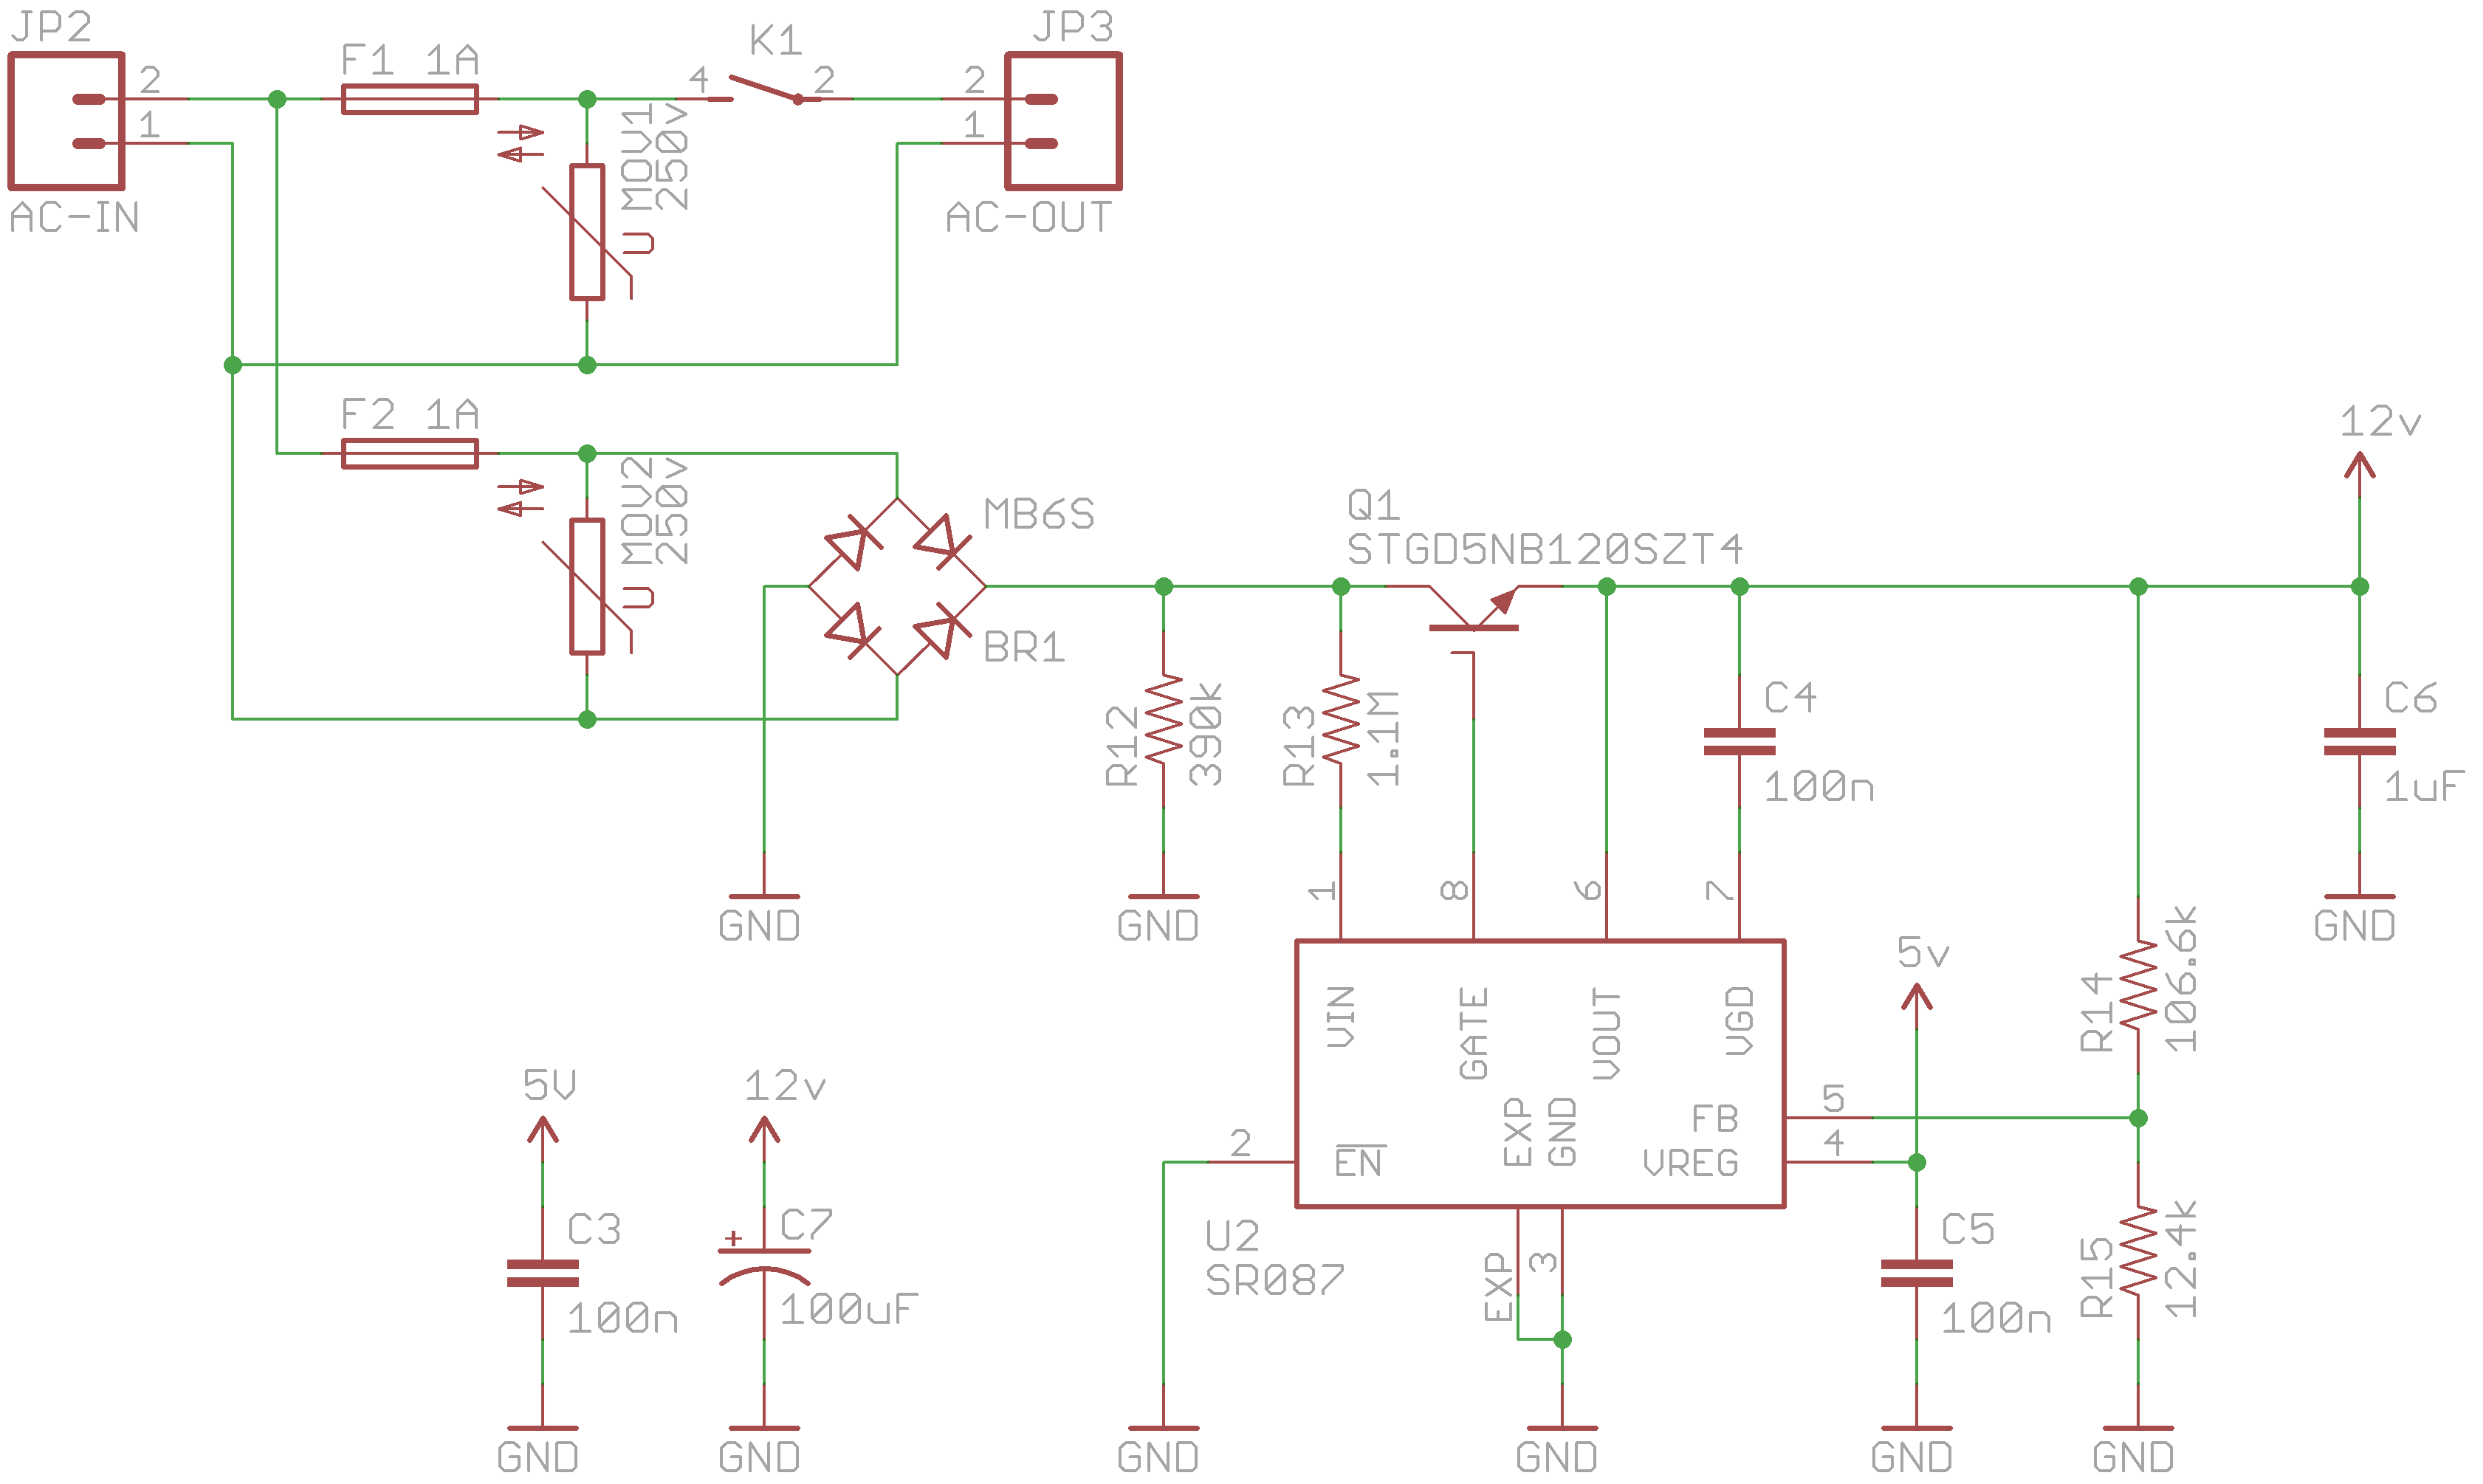 JP2
2
1
AC-IN
F1 1A
K1
4
2
JP3
2
1
AC-OUT
MOV1
250v
U
F2 1A
MOV2
250v
U
MB6S
BR1
Q1
STGD5NB120SZT4
12v
R12
390k
R13
1.1M
C4
100n
C6
1uF
GND
GND
GND
1
8
6
7
VIN
GATE
VOUT
VGD
5v
R14
106.6k
5V
12v
EXP
GND
FB
5
VREG
4
2
EN
C3
100n
C7
+
100uF
U2
SR087
EXP
3
C5
100n
R15
12.4k
GND
GND
GND
GND
GND
GND